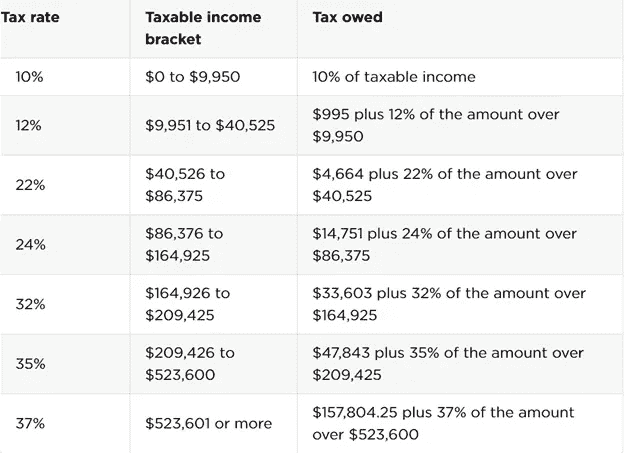 Tax rate
Taxable income
bracket
Tax owed
10%
$0 to $9,950
10% of taxable income
12%
$9,951 to $40,525
$995 plus 12% of the amount over
$9,950
22%
$40,526 to
$86,375
$4,664 plus 22% of the amount over
$40,525
24%
$86,376 to
$164,925
$14,751 plus 24% of the amount over
$86,375
32%
$164,926 to
$209,425
$33,603 plus 32% of the amount over
$164,925
35%
$209,426 to
$523,600
$47,843 plus 35% of the amount over
$209,425
37%
$523,601 or more
$157,804.25 plus 37% of the amount
over $523,600